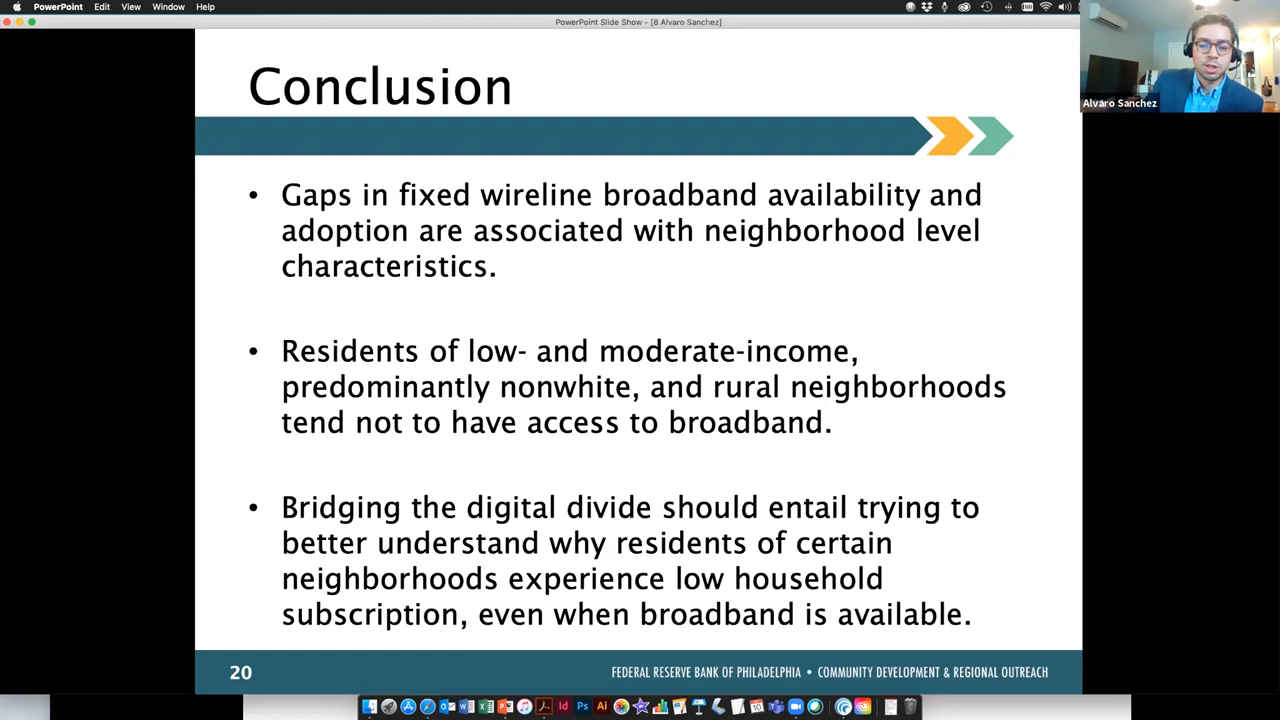 PowerPoint Edit View Window Help
PowerPoint Slide Show - [8 Alvaro Sanchez]
Alvaro Sanchez
Conclusion
• Gaps in fixed wireline broadband availability and
adoption are associated with neighborhood level
characteristics.
• Residents of low- and moderate-income,
predominantly nonwhite, and rural neighborhoods
tend not to have access to broadband.
• Bridging the digital divide should entail trying to
better understand why residents of certain
neighborhoods experience low household
subscription, even when broadband is available.
20 FEDERAL RESERVE BANK OF PHILADELPHIA • COMMUNITY DEVELOPMENT & REGIONAL OUTREACH
Id Ps Ai